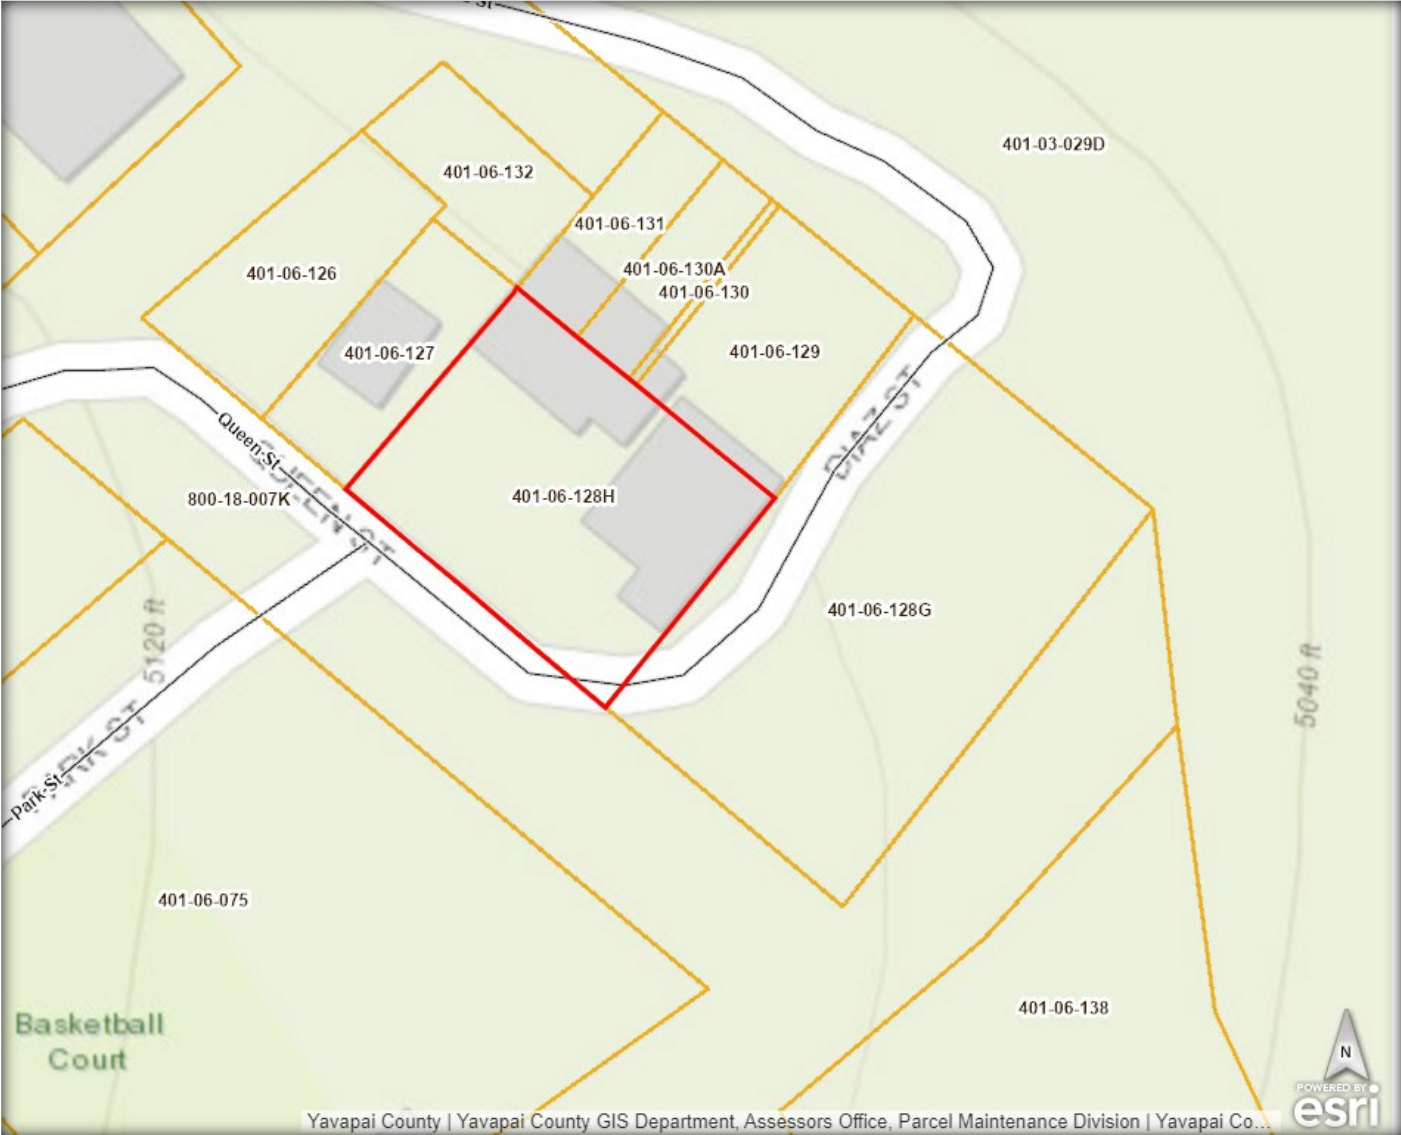 St
401-03-029D
401-06-132
401-06-131
401-06-130A
401-06-126
401-06-130
401-06-127
401-06-129
DIAZ ST
Queen St
QUEEN ST
800-18-007K
401-06-128H
401-06-128G
5120 ft
5040 ft
PARK ST
Park St
401-06-075
401-06-138
Basketball
Court
N
POWERED BY
esri
Yavapai County | Yavapai County GIS Department, Assessors Office, Parcel Maintenance Division | Yavapai Co...